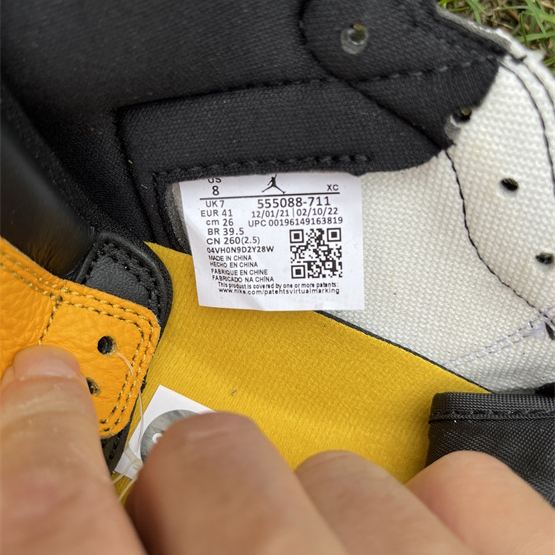 US
8
XC
UK 7
555088-711
EUR 41
12/01/21 02/10/22
cm 26
UPC 00196149163819
BR 39.5
CN 260(2.5)
04VH0N9D2Y28W
MADE IN CHINA
HECHO EN CHINA
FABRIQUE EN CHINE
FABRICADO NA CHINA
This product is covered by one or more patents:
www.nike.com/patentsvirtualmarking